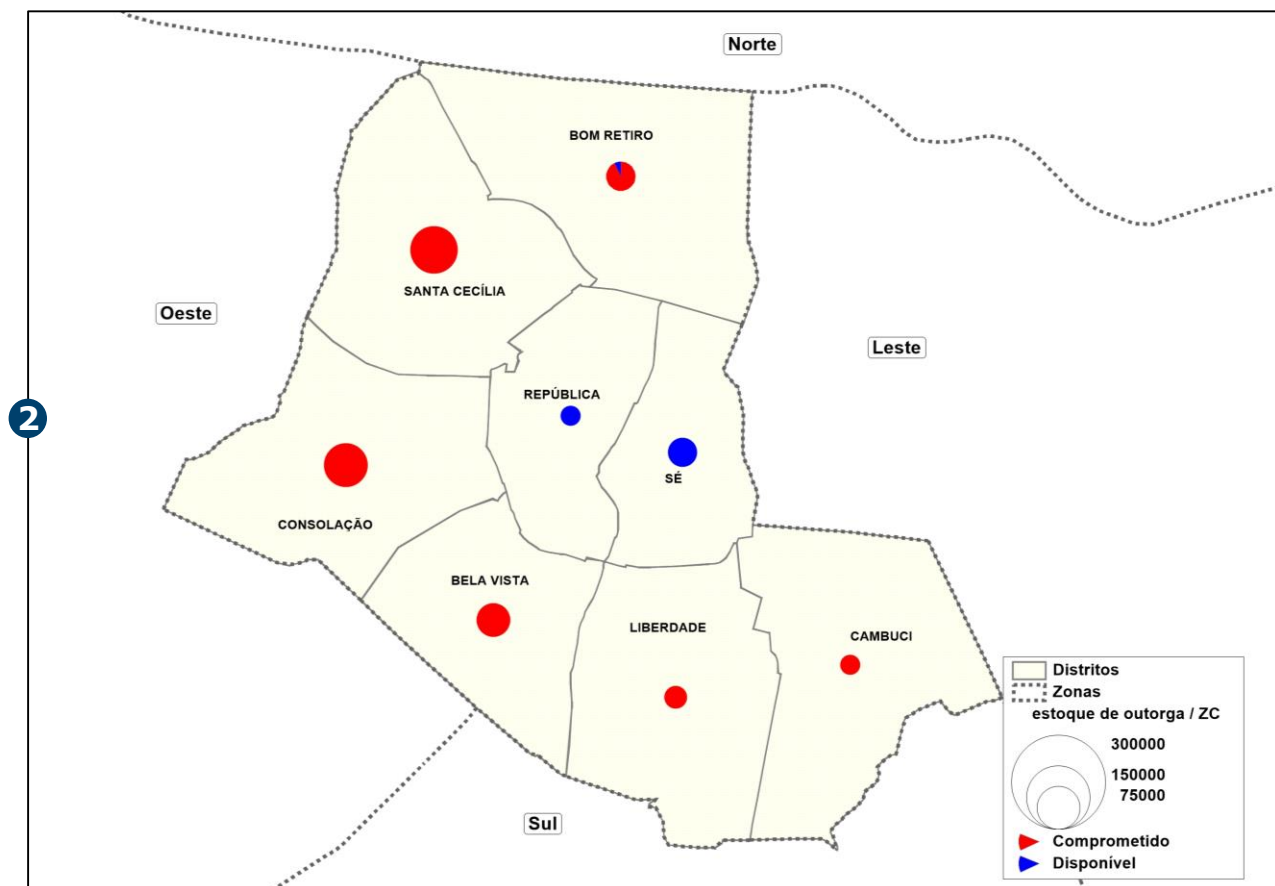 Norte
BOM RETIRO
SANTA CECÍLIA
Oeste
Leste
REPÚBLICA
2
SÉ
CONSOLAÇÃO
BELA VISTA
LIBERDADE
CAMBUCI
Distritos
Zonas
estoque de outorga / ZC
300000
150000
75000
Sul
Comprometido
Disponível